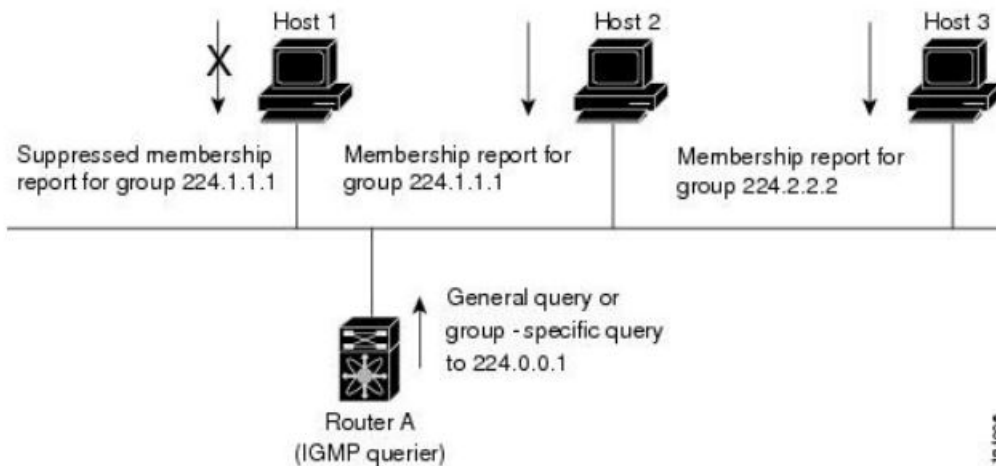 Host 1
Host 2
Host 3
X
Suppressed membership
report for group 224.1.1.1
Membership report for
group 224.1.1.1
Membership report for
group 224.2.2.2
General query or
group - specific query
to 224.0.0.1
Router A
(IGMP querier)